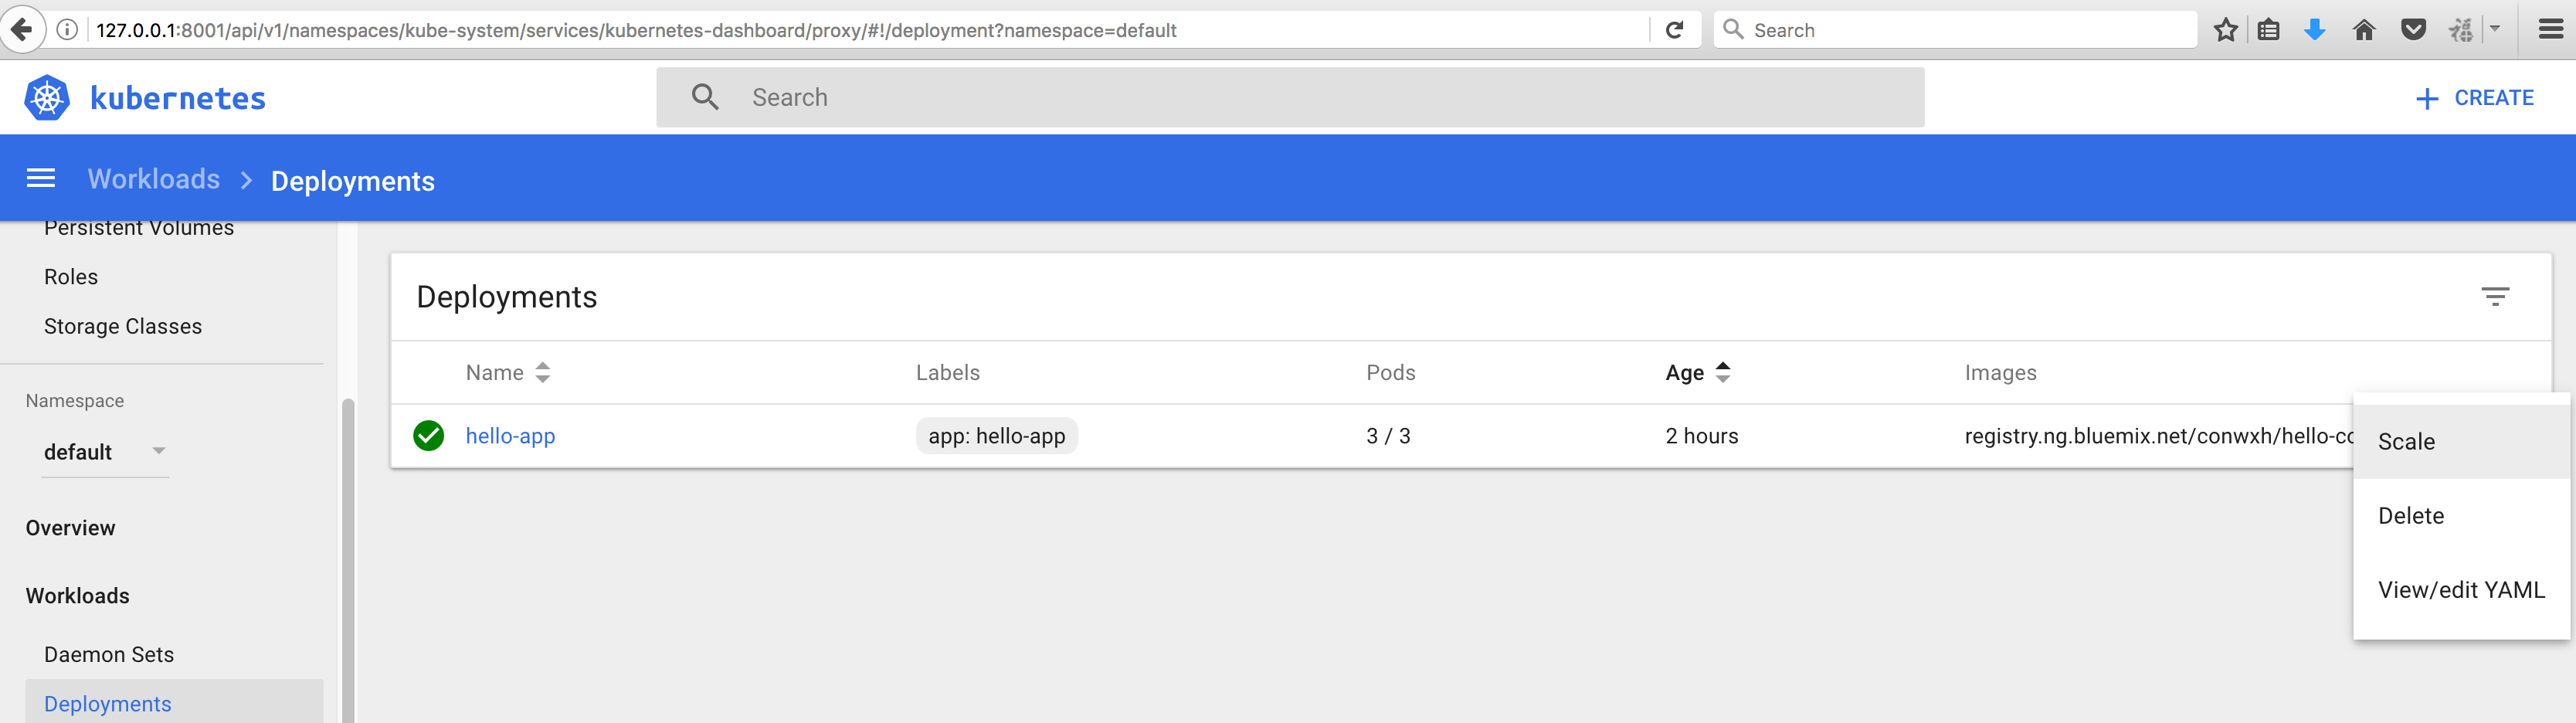 127.0.0.1:8001/api/v1/namespaces/kube-system/services/kubernetes-dashboard/proxy/#!/deployment?namespace=default
Search
kubernetes
Search
CREATE
Workloads > Deployments
Persistent Volumes
Roles
Storage Classes
Namespace
default
Overview
Workloads
Daemon Sets
Deployments
Deployments
Name Labels Pods Age Images
hello-app app: hello-app 3 / 3 2 hours registry.ng.bluemix.net/conwxh/hello-co
Scale
Delete
View/edit YAML